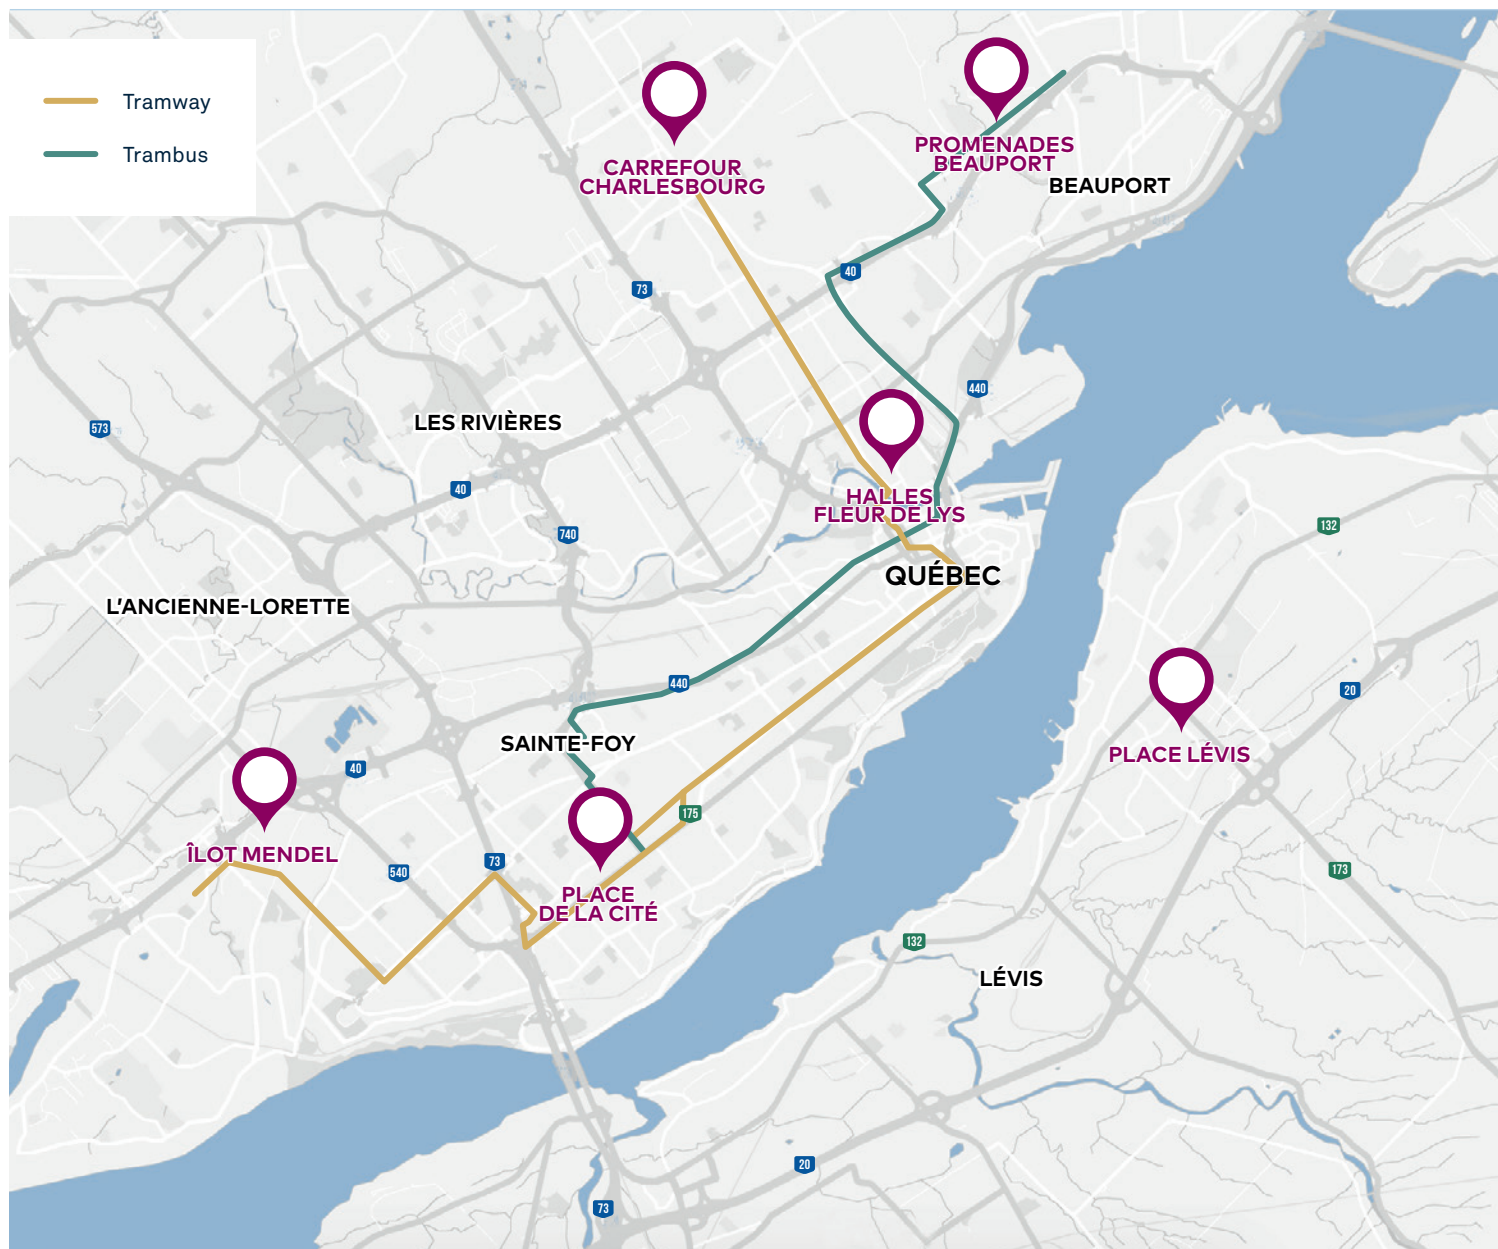 Tramway
Trambus
CARREFOUR
CHARLESBOURG
PROMENADES
BEAUPORT
BEAUPORT
40
73
440
573
LES RIVIÈRES
40
HALLES
FLEUR DE LYS
132
740
QUÉBEC
L'ANCIENNE-LORETTE
440
20
SAINTE-FOY
PLACE LÉVIS
40
175
ÎLOT MENDEL
73
540
173
PLACE
DE LA CITÉ
132
LÉVIS
20
73